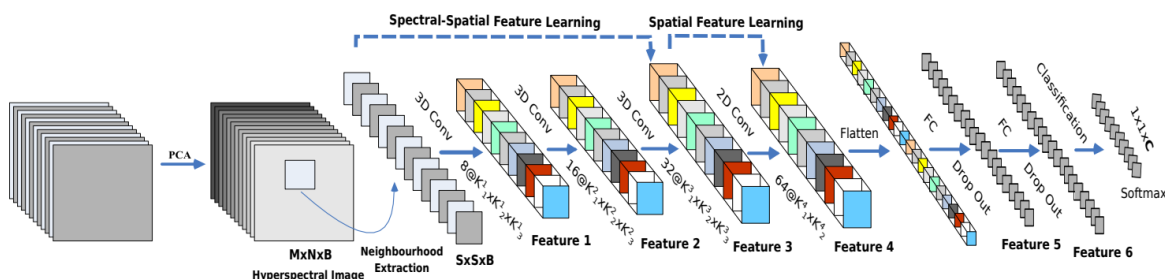 Spectral-Spatial Feature Learning
Spatial Feature Learning
PCA
MxNxB
Hyperspectral Image
Neighbourhood
Extraction
SxSxB
3D Conv
8@K¹₁xK¹₂xK¹₃
Feature 1
3D Conv
16@K²₁xK²₂xK²₃
Feature 2
3D Conv
32@K³₁xK³₂xK³₃
Feature 3
2D Conv
64@K⁴₁xK⁴₂
Feature 4
Flatten
FC
Drop Out
Feature 5
FC
Drop Out
Feature 6
Classification
1x1xC
Softmax